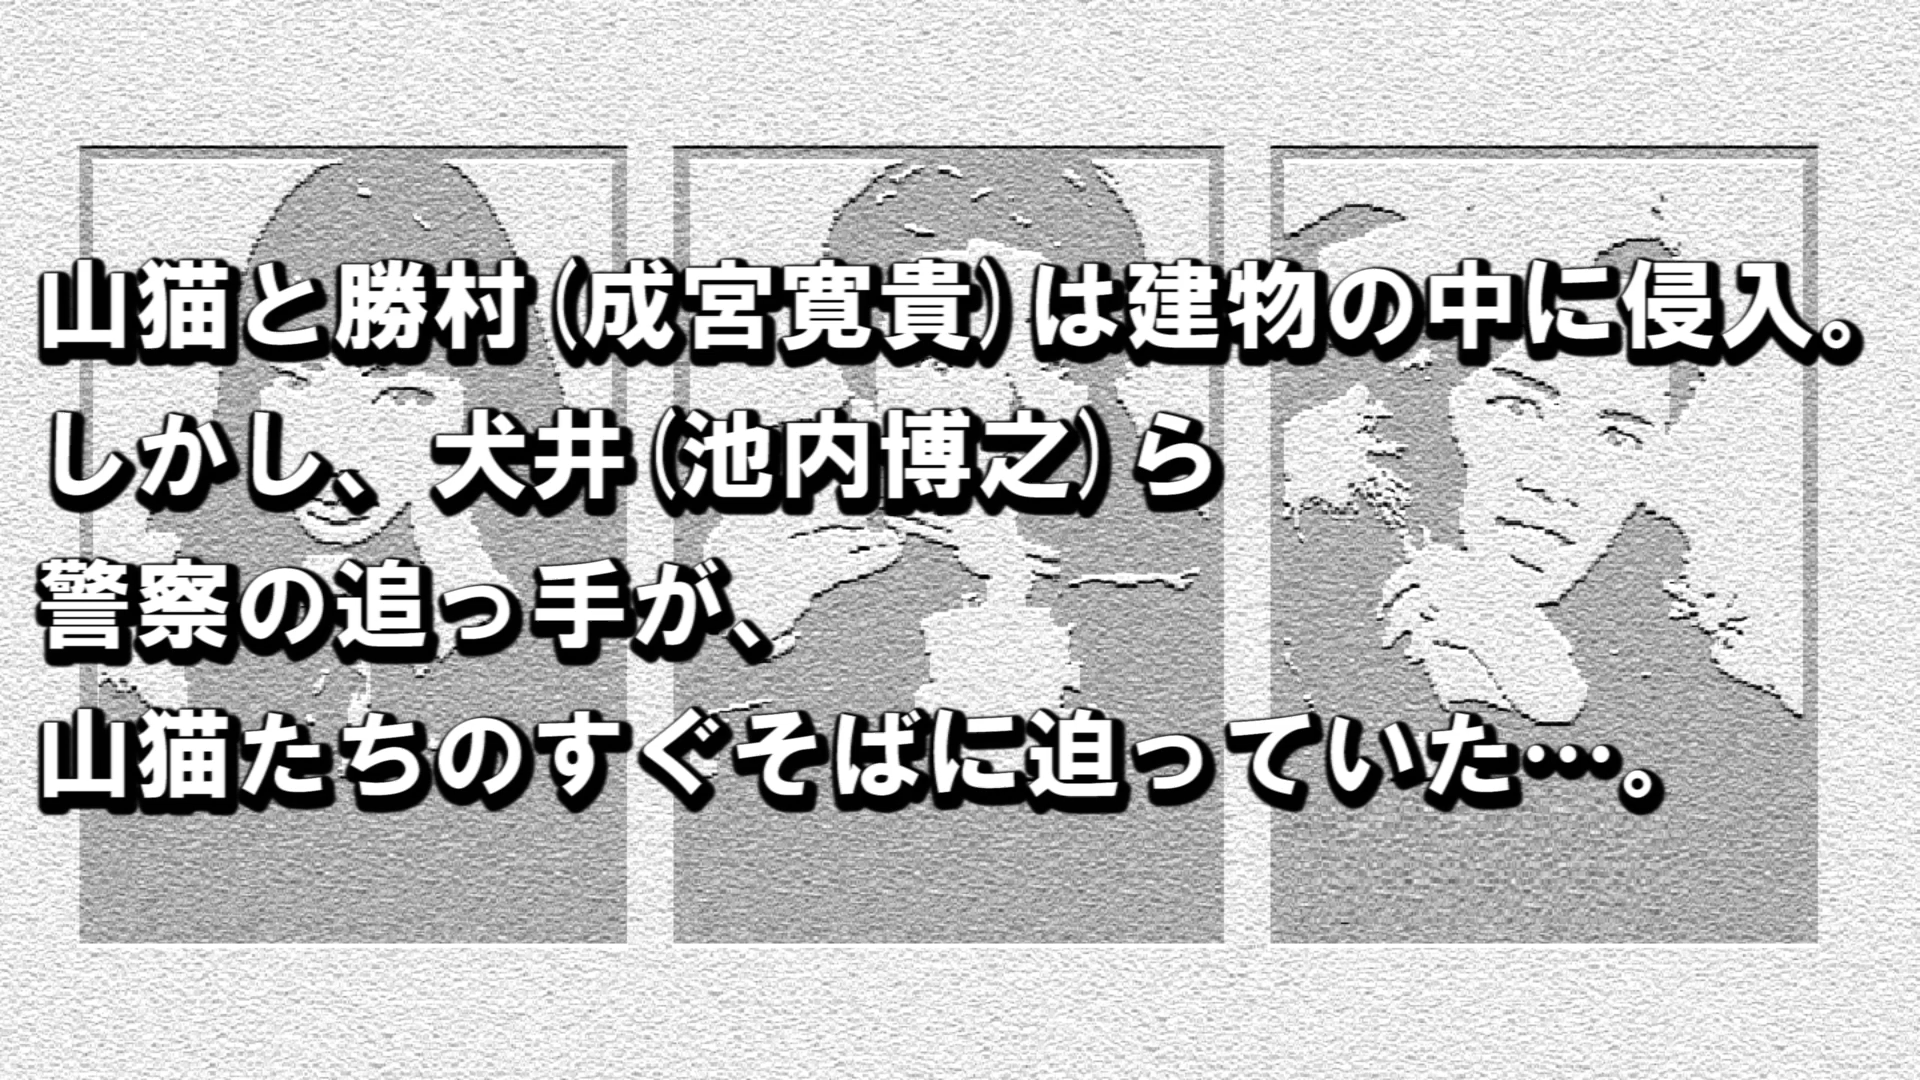 山猫と勝村(成宮寛貴)は建物の中に侵入。
しかし、犬井(池内博之)ら
警察の追っ手が、
山猫たちのすぐそばに迫っていた…。